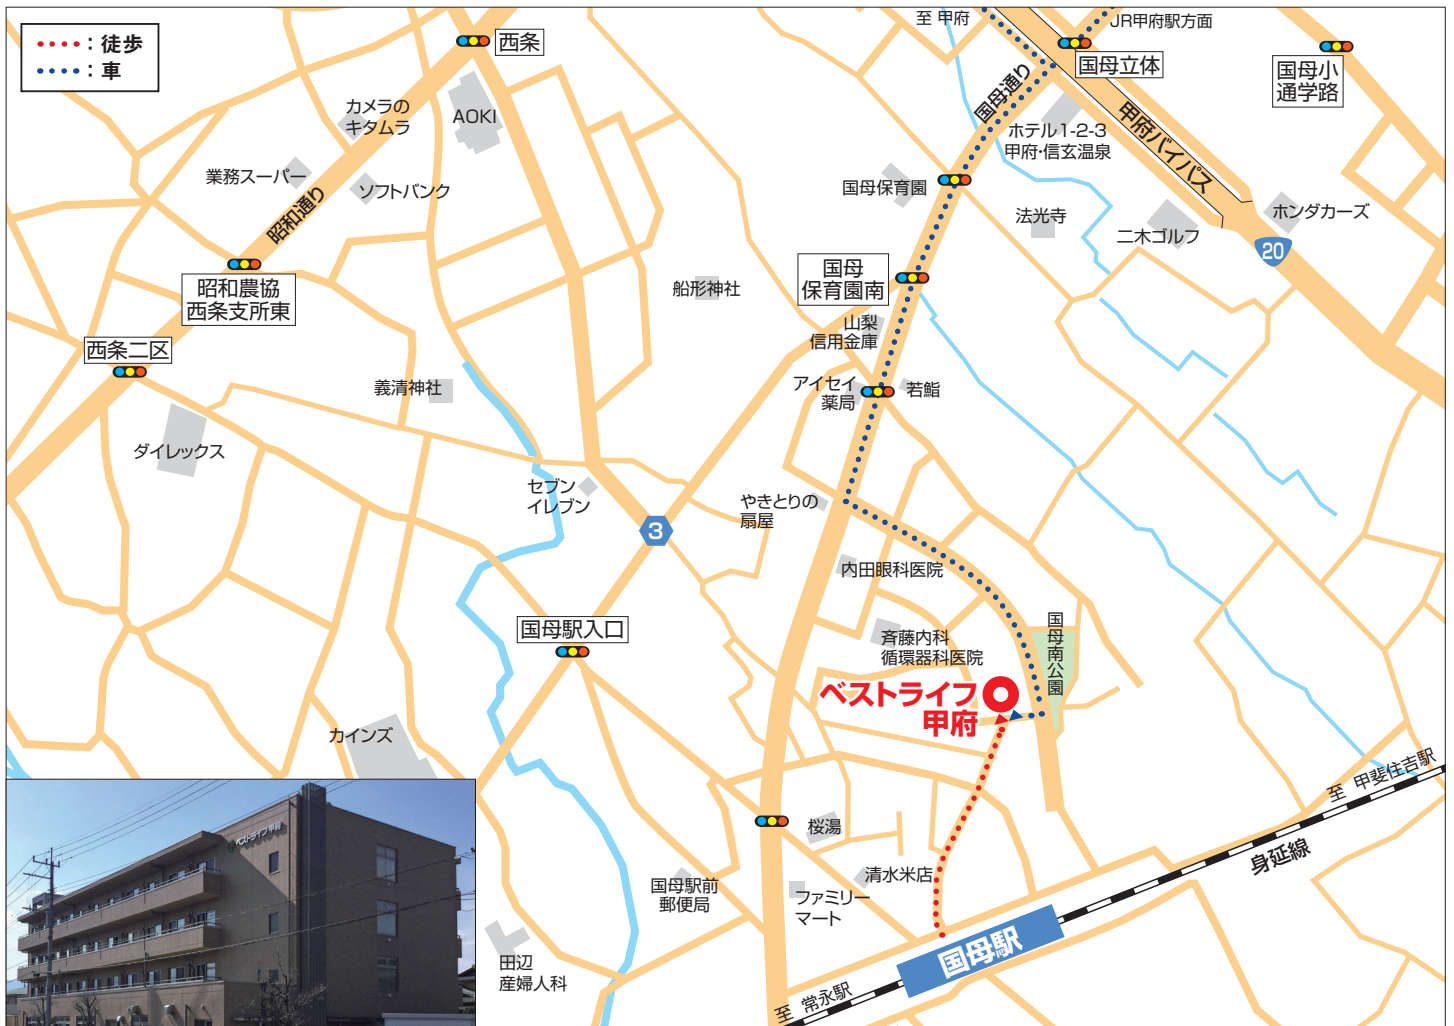 ：徒歩
：車
西条
至 甲府
JR甲府駅方面
国母立体
国母小
通学路
国母通り
カメラの
キタムラ
AOKI
ホテル1-2-3
甲府・信玄温泉
甲府バイパス
業務スーパー
ソフトバンク
国母保育園
法光寺
二木ゴルフ
ホンダカーズ
昭和通り
20
昭和農協
西条支所東
国母
保育園南
船形神社
山梨
信用金庫
西条二区
義清神社
アイセイ
薬局
若鮨
ダイレックス
セブン
イレブン
やきとりの
扇屋
3
内田眼科医院
国母駅入口
斉藤内科
循環器科医院
国母南公園
ベストライフ
甲府
カインズ
至 甲斐住吉駅
身延線
桜湯
清水米店
国母駅前
郵便局
ファミリー
マート
国母駅
田辺
産婦人科
至 常永駅
ベストライフ甲府